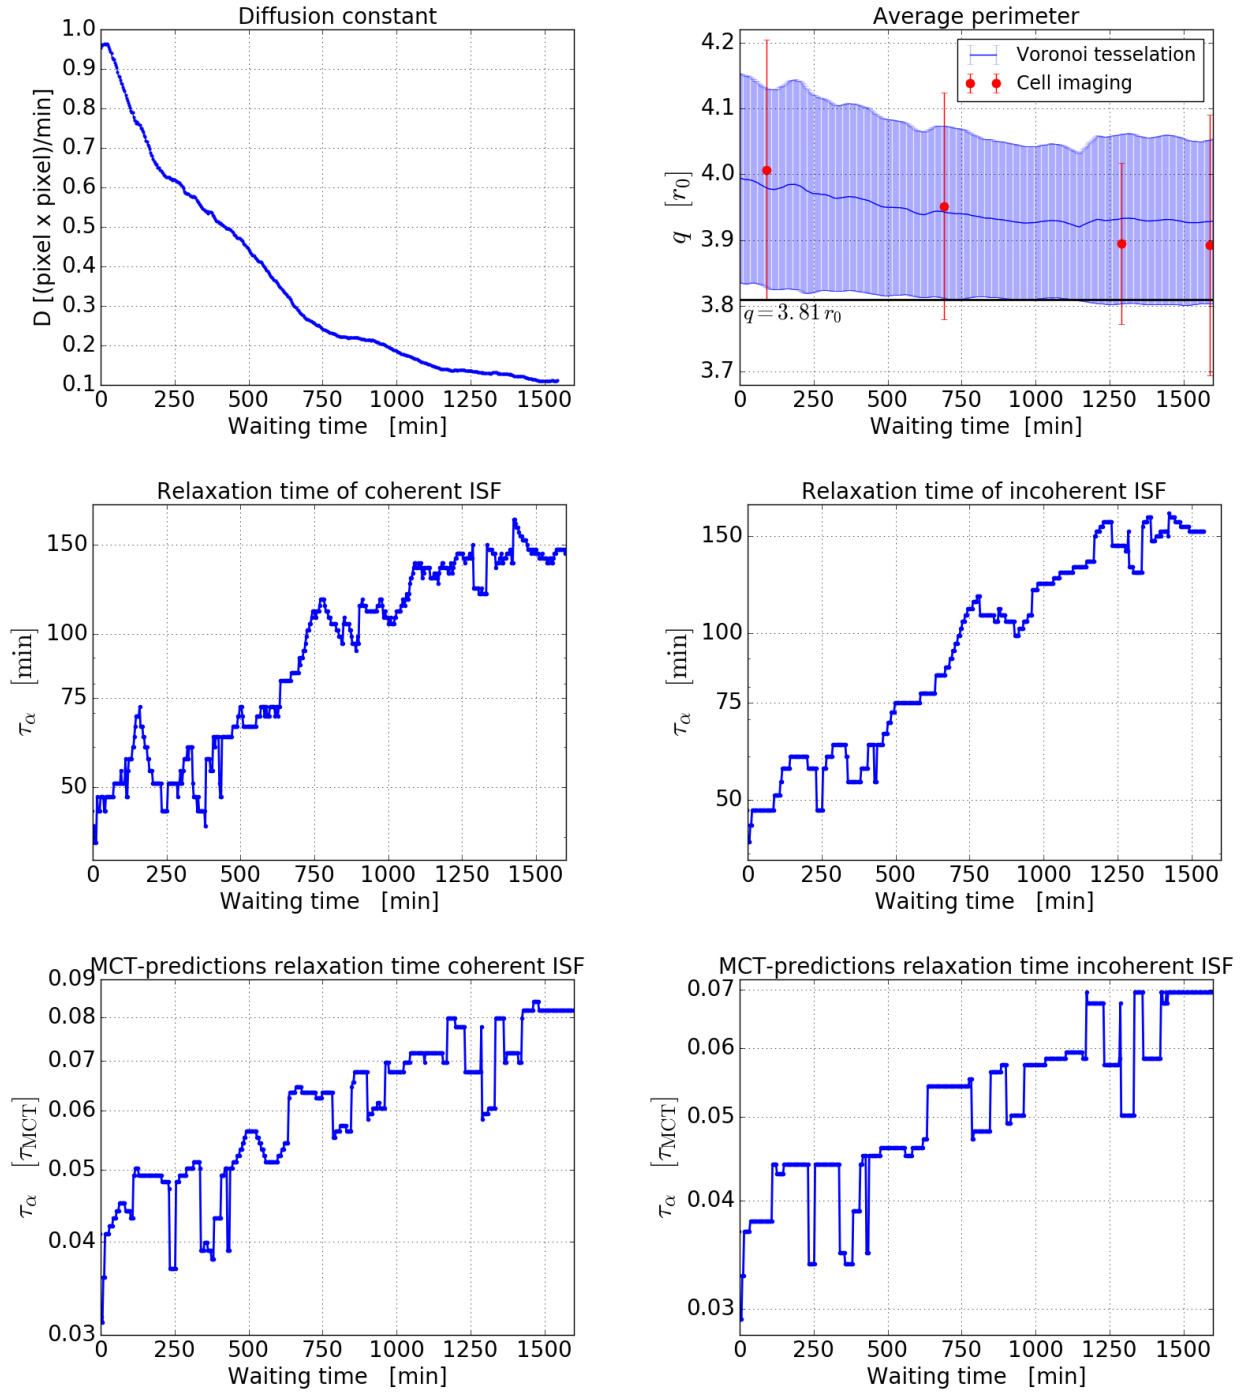 Diffusion constant
1.0
0.9
0.8
0.7
0.6
0.5
0.4
0.3
0.2
0.1
D [(pixel x pixel)/min]
0 250 500 750 1000 1250 1500
Waiting time [min]
Average perimeter
4.2
4.1
4.0
3.9
3.8
3.7
q [r₀]
Voronoi tesselation
Cell imaging
q=3.81 r₀
0 250 500 750 1000 1250 1500
Waiting time [min]
Relaxation time of coherent ISF
150
100
75
50
τα [min]
0 250 500 750 1000 1250 1500
Waiting time [min]
Relaxation time of incoherent ISF
150
100
75
50
τα [min]
0 250 500 750 1000 1250 1500
Waiting time [min]
MCT-predictions relaxation time coherent ISF
0.09
0.08
0.07
0.06
0.05
0.04
0.03
τα [τMCT]
0 250 500 750 1000 1250 1500
Waiting time [min]
MCT-predictions relaxation time incoherent ISF
0.07
0.06
0.05
0.04
0.03
τα [τMCT]
0 250 500 750 1000 1250 1500
Waiting time [min]